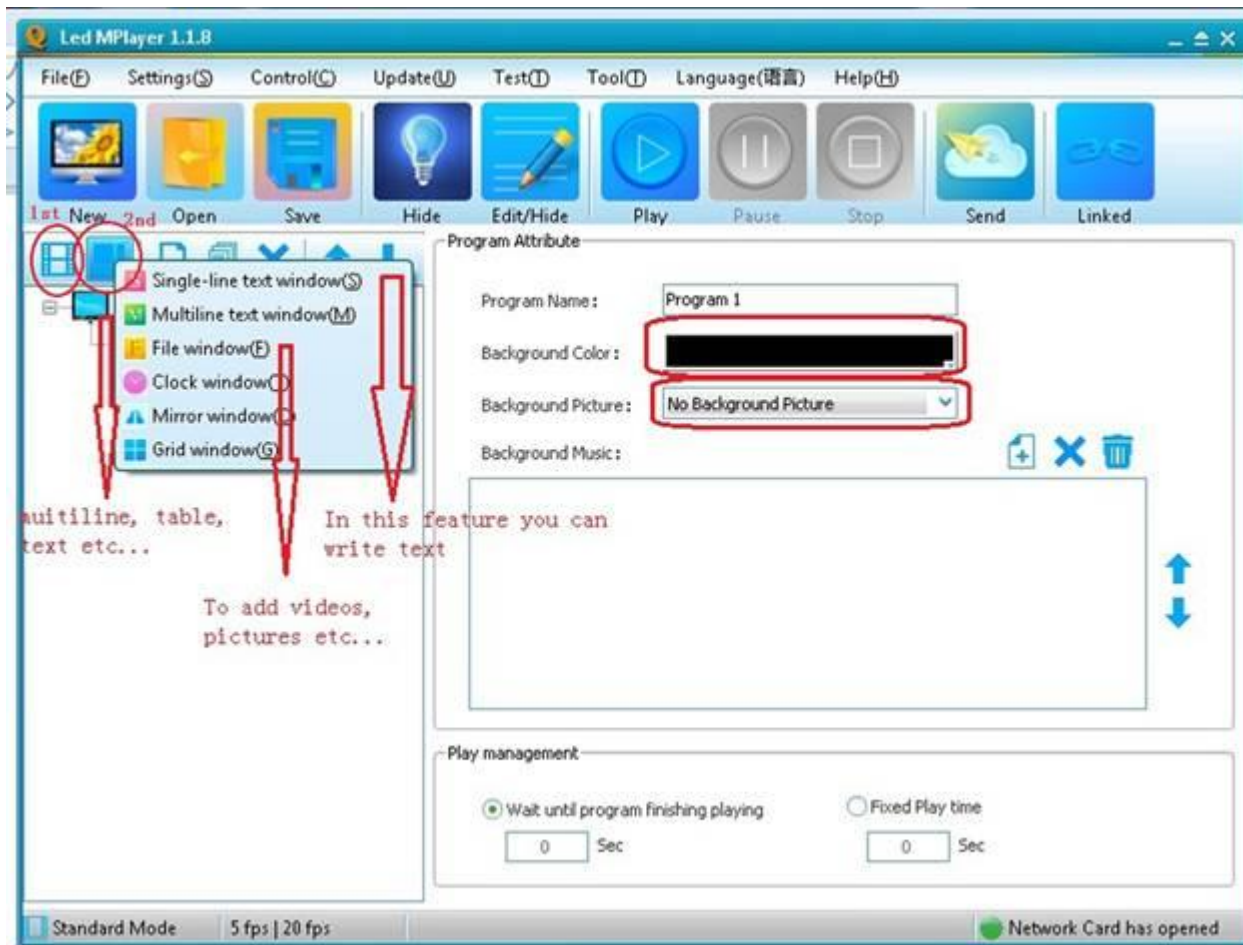 Led MPlayer 1.1.8
File(F) Settings(S) Control(C) Update(U) Test(T) Tool(T) Language(语言) Help(H)
New Open Save Hide Edit/Hide Play Pause Stop Send Linked
1st 2nd
Single-line text window(S)
Multiline text window(M)
File window(F)
Clock window
Mirror window
Grid window(G)
muitiline, table,
text etc...
To add videos,
pictures etc...
In this feature you can
write text
Program Attribute
Program Name: Program 1
Background Color:
Background Picture: No Background Picture
Background Music:
Play management
Wait until program finishing playing Fixed Play time
0 Sec 0 Sec
Standard Mode 5 fps | 20 fps Network Card has opened